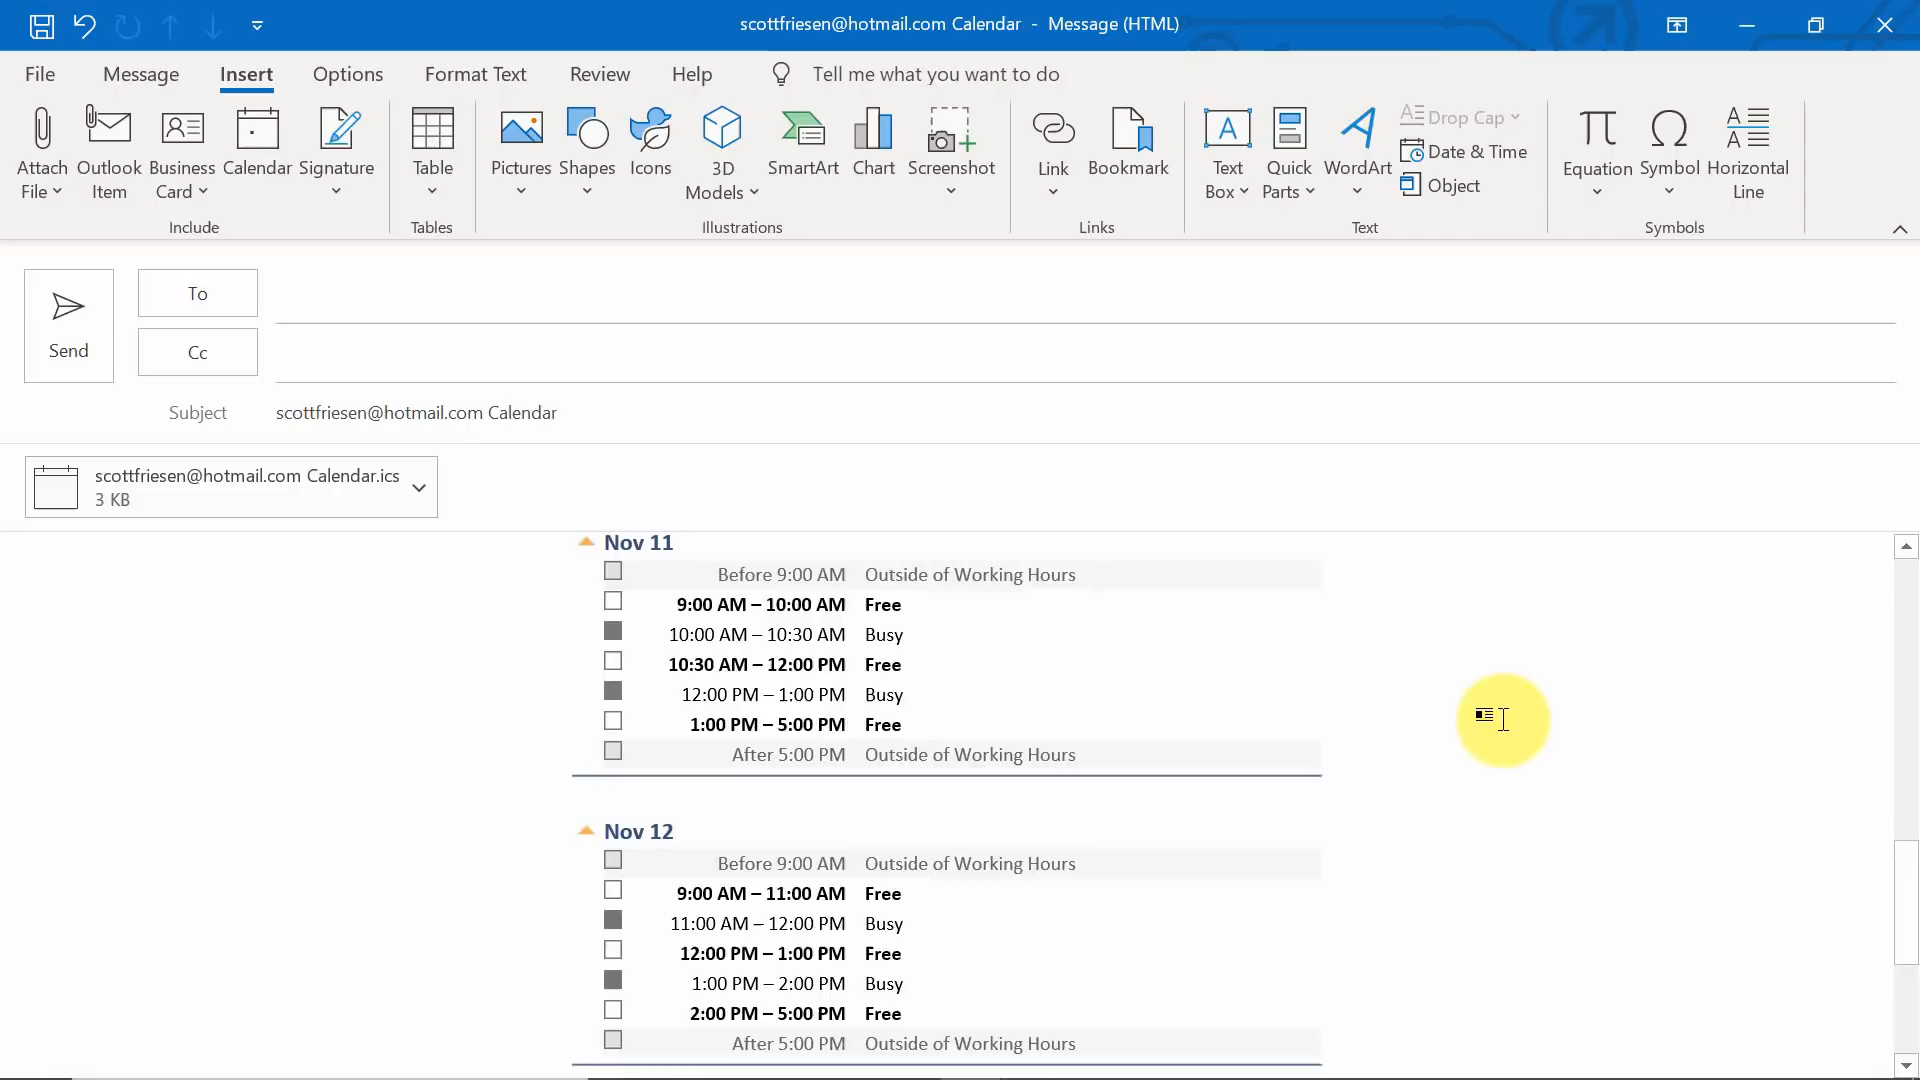 scottfriesen@hotmail.com Calendar - Message (HTML)
File Message Insert Options Format Text Review Help Tell me what you want to do
Attach File
Outlook Item
Business Card
Calendar
Signature
Include
Table
Tables
Pictures
Shapes
Icons
3D Models
SmartArt
Chart
Screenshot
Illustrations
Link
Bookmark
Links
Text Box
Quick Parts
WordArt
Drop Cap
Date & Time
Object
Text
Equation
Symbol
Horizontal Line
Symbols
Send
To
Cc
Subject scottfriesen@hotmail.com Calendar
scottfriesen@hotmail.com Calendar.ics
3 KB
Nov 11
Before 9:00 AM Outside of Working Hours
9:00 AM – 10:00 AM Free
10:00 AM – 10:30 AM Busy
10:30 AM – 12:00 PM Free
12:00 PM – 1:00 PM Busy
1:00 PM – 5:00 PM Free
After 5:00 PM Outside of Working Hours
Nov 12
Before 9:00 AM Outside of Working Hours
9:00 AM – 11:00 AM Free
11:00 AM – 12:00 PM Busy
12:00 PM – 1:00 PM Free
1:00 PM – 2:00 PM Busy
2:00 PM – 5:00 PM Free
After 5:00 PM Outside of Working Hours